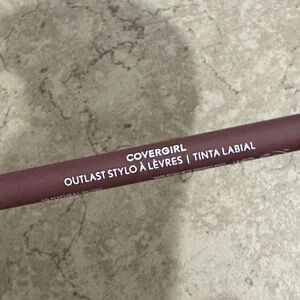 COVERGIRL
OUTLAST STYLO À LÈVRES | TINTA LABIAL